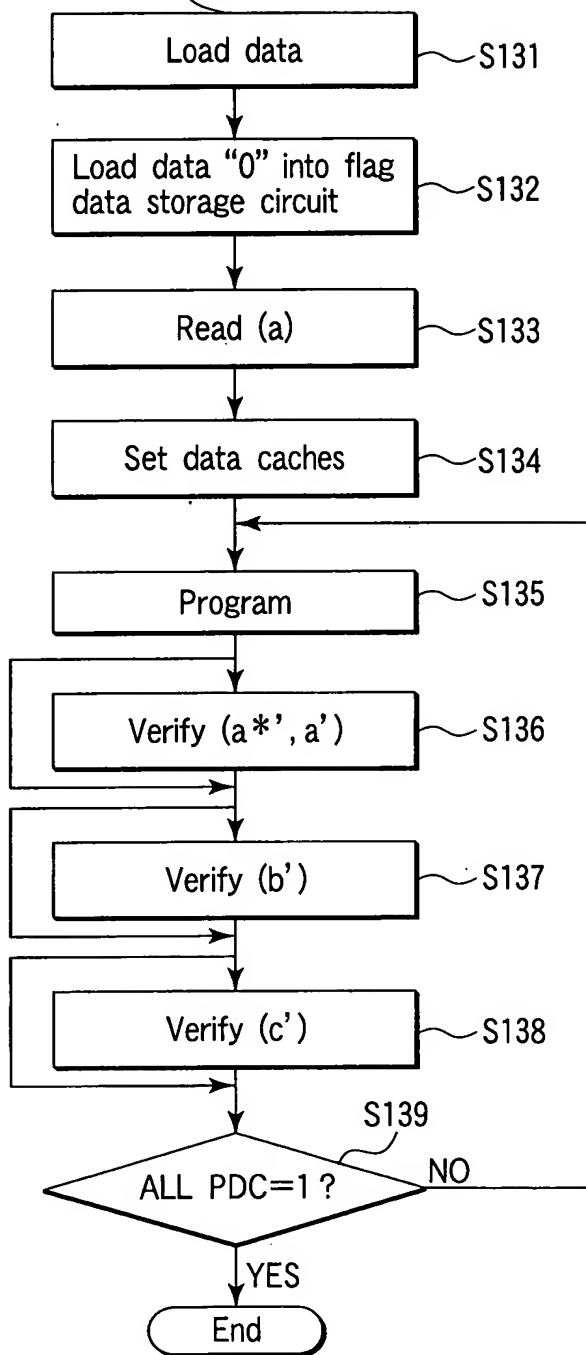 Load data
S131
Load data “0” into flag
data storage circuit
S132
Read (a)
S133
Set data caches
S134
Program
S135
Verify (a*', a')
S136
Verify (b')
S137
Verify (c')
S138
S139
ALL PDC=1?
NO
YES
End